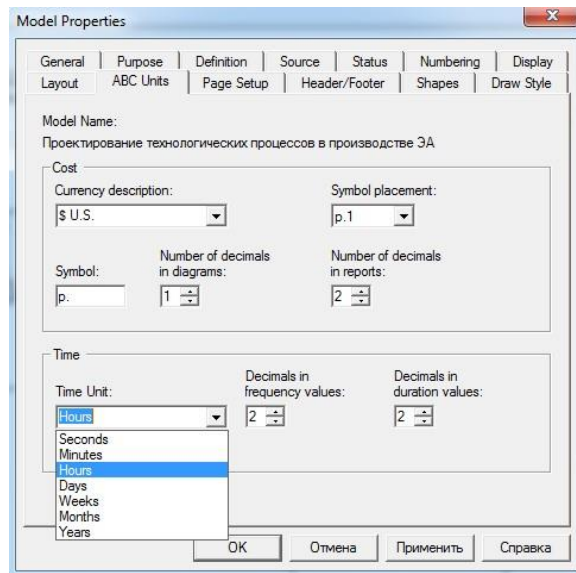 Model Properties
General Purpose Definition Source Status Numbering Display
Layout ABC Units Page Setup Header/Footer Shapes Draw Style
Model Name:
Проектирование технологических процессов в производстве ЭА
Cost
Currency description: Symbol placement:
$ U.S. p.1
Symbol: Number of decimals in diagrams: Number of decimals in reports:
p. 1 2
Time
Time Unit: Decimals in frequency values: Decimals in duration values:
Hours 2 2
Seconds
Minutes
Hours
Days
Weeks
Months
Years
OK Отмена Применить Справка